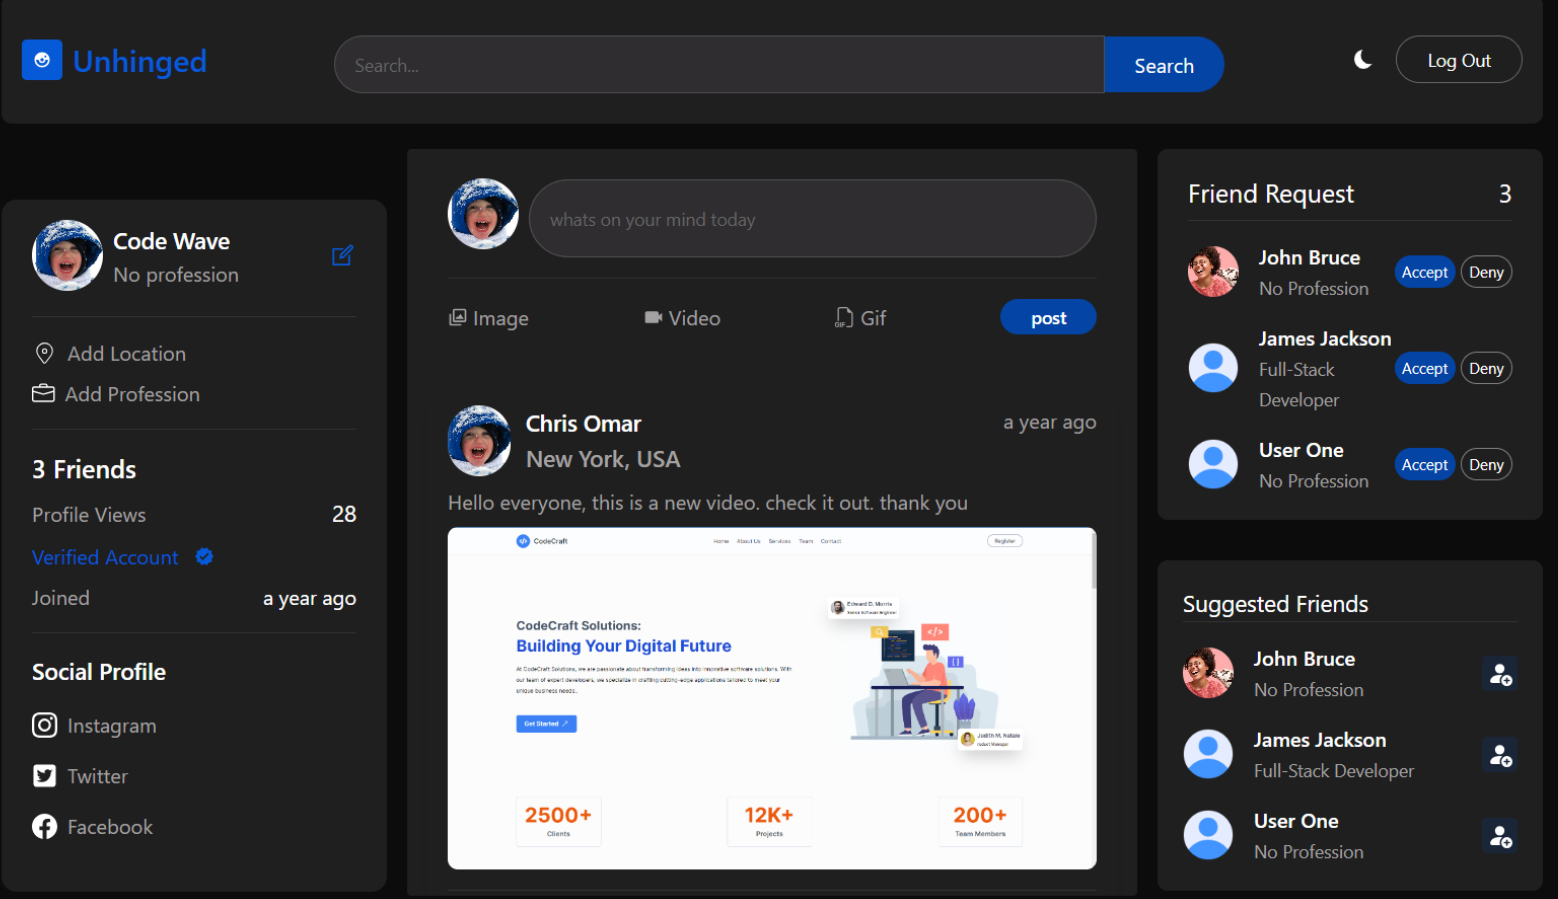 Unhinged
Search...
Search
Log Out
Code Wave
No profession
Add Location
Add Profession
3 Friends
Profile Views 28
Verified Account
Joined a year ago
Social Profile
Instagram
Twitter
Facebook
whats on your mind today
Image
Video
GIF
Gif
post
Chris Omar
a year ago
New York, USA
Hello everyone, this is a new video. check it out. thank you
CodeCraft
Home About Us Services Team Contact
Register
CodeCraft Solutions:
Building Your Digital Future
At CodeCraft Solutions, we are passionate about transforming ideas into innovative software solutions. With
our team of expert developers, we specialize in crafting cutting-edge applications tailored to meet your
unique business needs.
Get Started
Edward D. Morris
Senior Software Engineer
</>
{}
Judith M. Natale
roduct Manager
2500+
Clients
12K+
Projects
200+
Team Members
Friend Request 3
John Bruce
No Profession
Accept
Deny
James Jackson
Full-Stack
Developer
Accept
Deny
User One
No Profession
Accept
Deny
Suggested Friends
John Bruce
No Profession
James Jackson
Full-Stack Developer
User One
No Profession